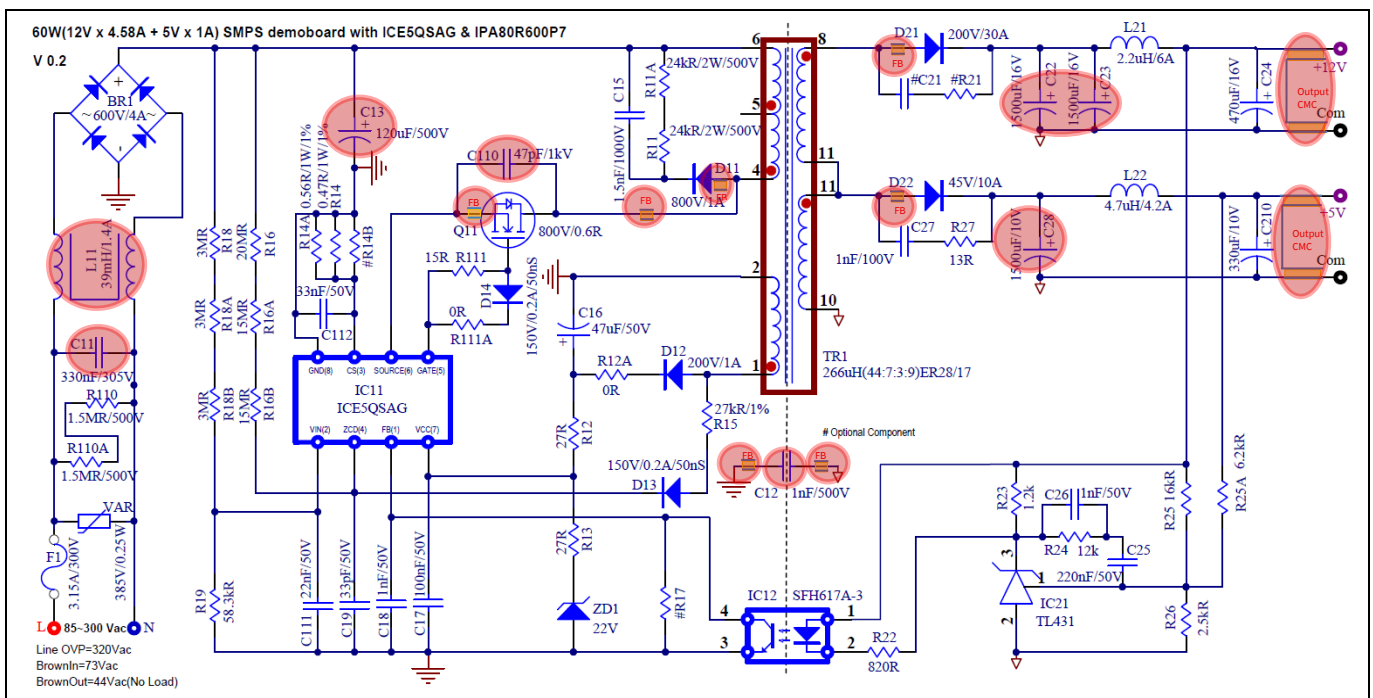 60W(12V x 4.58A + 5V x 1A) SMPS demoboard with ICE5QSAG & IPA80R600P7
V 0.2
BR1
~600V/4A~
+
-
L11
39mH/1.4A
C11
330nF/305V
R110
1.5MR/500V
R110A
1.5MR/500V
VAR
385V/0.25W
F1
3.15A/300V
L
85~300 Vac
N
Line OVP=320Vac
BrownIn=73Vac
BrownOut=44Vac(No Load)
3MR
R18
20MR
R16
3MR
R18A
15MR
R16A
3MR
R18B
15MR
R16B
R19
58.3kR
C13
120uF/500V
R14A
0.56R/1W/1%
0.47R/1W/1%
R14
#R14B
33nF/50V
C112
GND(8)
CS(3)
SOURCE(6)
GATE(5)
IC11
ICE5QSAG
VIN(2)
ZCD(4)
FB(1)
VCC(7)
C110
47pF/1kV
FB
Q11
800V/0.6R
15R
R111
D14
150V/0.2A/50nS
0R
R111A
C15
1.5nF/1000V
24kR/2W/500V
R11A
24kR/2W/500V
R11
D11
FB
800V/1A
FB
C16
47uF/50V
+
R12A
0R
D12
200V/1A
27kR/1%
R15
27R
R12
150V/0.2A/50nS
D13
27R
R13
ZD1
22V
#R17
C111
22nF/50V
C19
33pF/50V
C18
1nF/50V
C17
100nF/50V
6
5
4
2
1
8
11
11
10
TR1
266uH(44:7:3:9)ER28/17
# Optional Component
FB
FB
C12
1nF/500V
D21
FB
200V/30A
#C21
#R21
1500uF/16V
+ C22
1500uF/16V
+ C23
L21
2.2uH/6A
470uF/16V
+ C24
Output
CMC
+12V
Com
D22
FB
45V/10A
C27
1nF/100V
R27
13R
1500uF/10V
+ C28
L22
4.7uH/4.2A
330uF/10V
+ C210
Output
CMC
+5V
Com
R23
1.2k
C26
1nF/50V
R24
12k
C25
220nF/50V
R25
16kR
R25A
6.2kR
R26
2.5kR
3
1
2
IC21
TL431
IC12
SFH617A-3
4
3
1
2
R22
820R